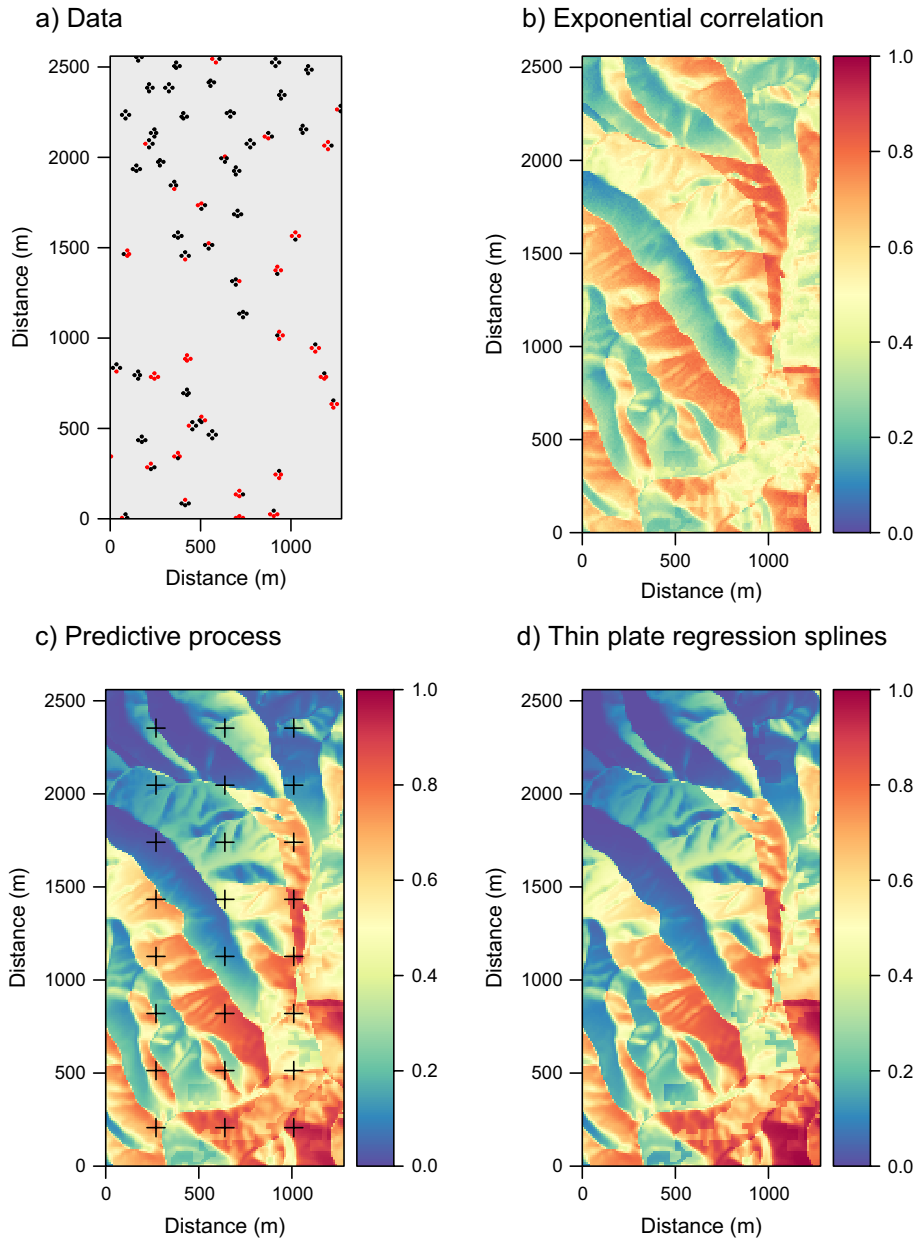 a) Data
2500
2000
1500
1000
500
0
Distance (m)
0 500 1000
Distance (m)
b) Exponential correlation
2500
2000
1500
1000
500
0
Distance (m)
0 500 1000
Distance (m)
1.0
0.8
0.6
0.4
0.2
0.0
c) Predictive process
2500
2000
1500
1000
500
0
Distance (m)
0 500 1000
Distance (m)
1.0
0.8
0.6
0.4
0.2
0.0
d) Thin plate regression splines
2500
2000
1500
1000
500
0
Distance (m)
0 500 1000
Distance (m)
1.0
0.8
0.6
0.4
0.2
0.0